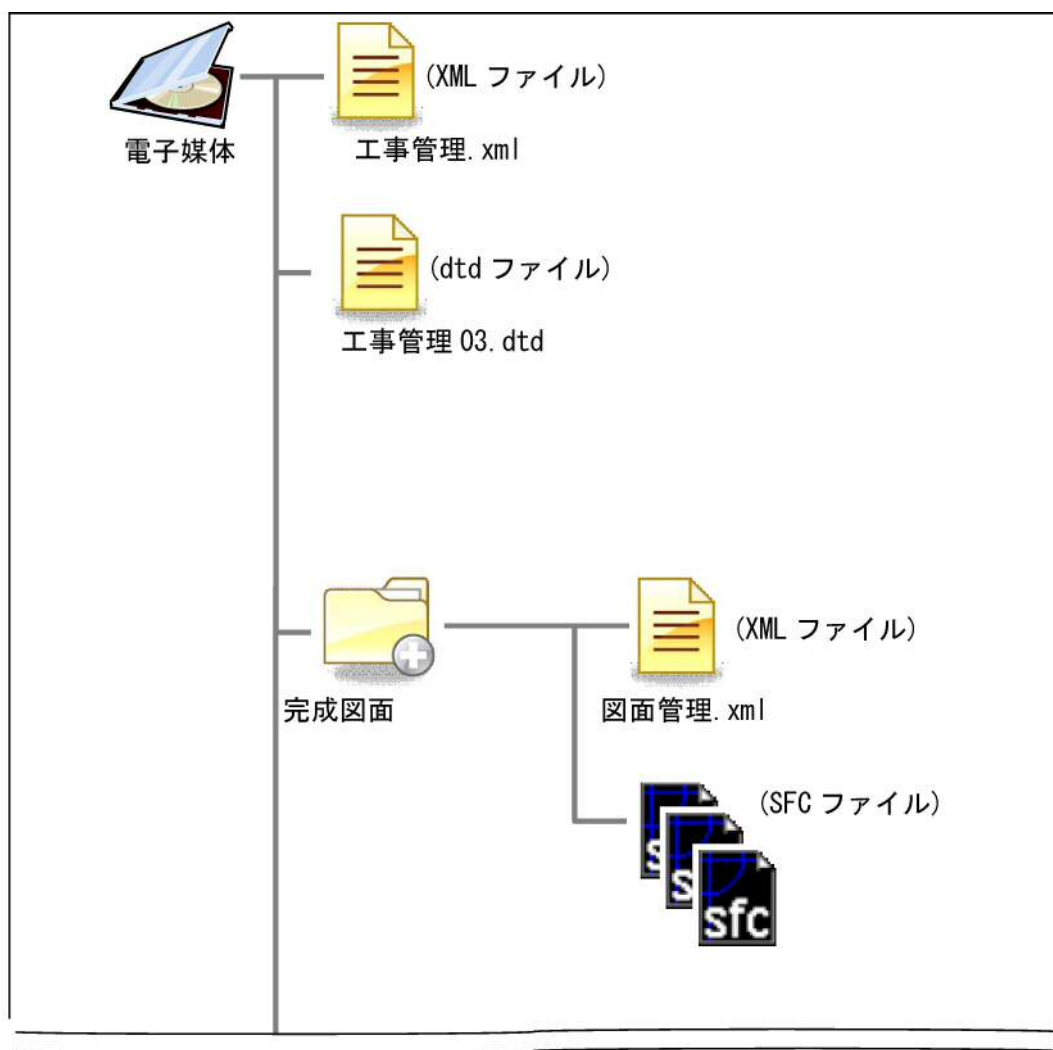 (XML ファイル)
電子媒体
工事管理.xml
(dtd ファイル)
工事管理 03.dtd
(XML ファイル)
完成図面
図面管理.xml
(SFC ファイル)
s
s
sfc